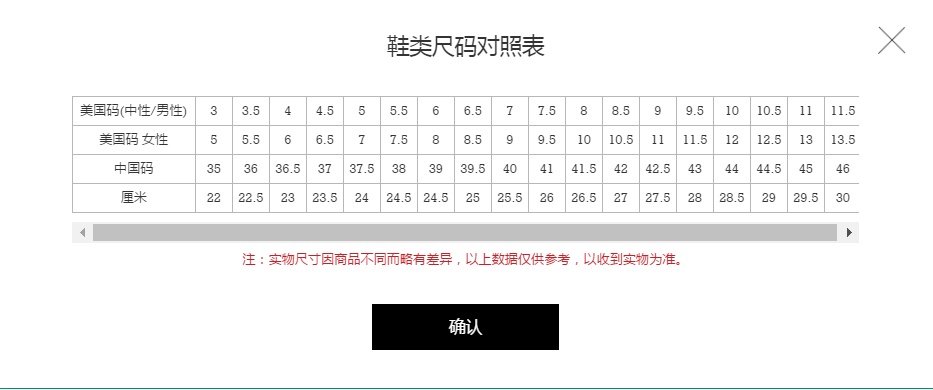 鞋类尺码对照表
美国码(中性/男性) 3 3.5 4 4.5 5 5.5 6 6.5 7 7.5 8 8.5 9 9.5 10 10.5 11 11.5
美国码 女性 5 5.5 6 6.5 7 7.5 8 8.5 9 9.5 10 10.5 11 11.5 12 12.5 13 13.5
中国码 35 36 36.5 37 37.5 38 39 39.5 40 41 41.5 42 42.5 43 44 44.5 45 46
厘米 22 22.5 23 23.5 24 24.5 24.5 25 25.5 26 26.5 27 27.5 28 28.5 29 29.5 30
注：实物尺寸因商品不同而略有差异，以上数据仅供参考，以收到实物为准。
确认